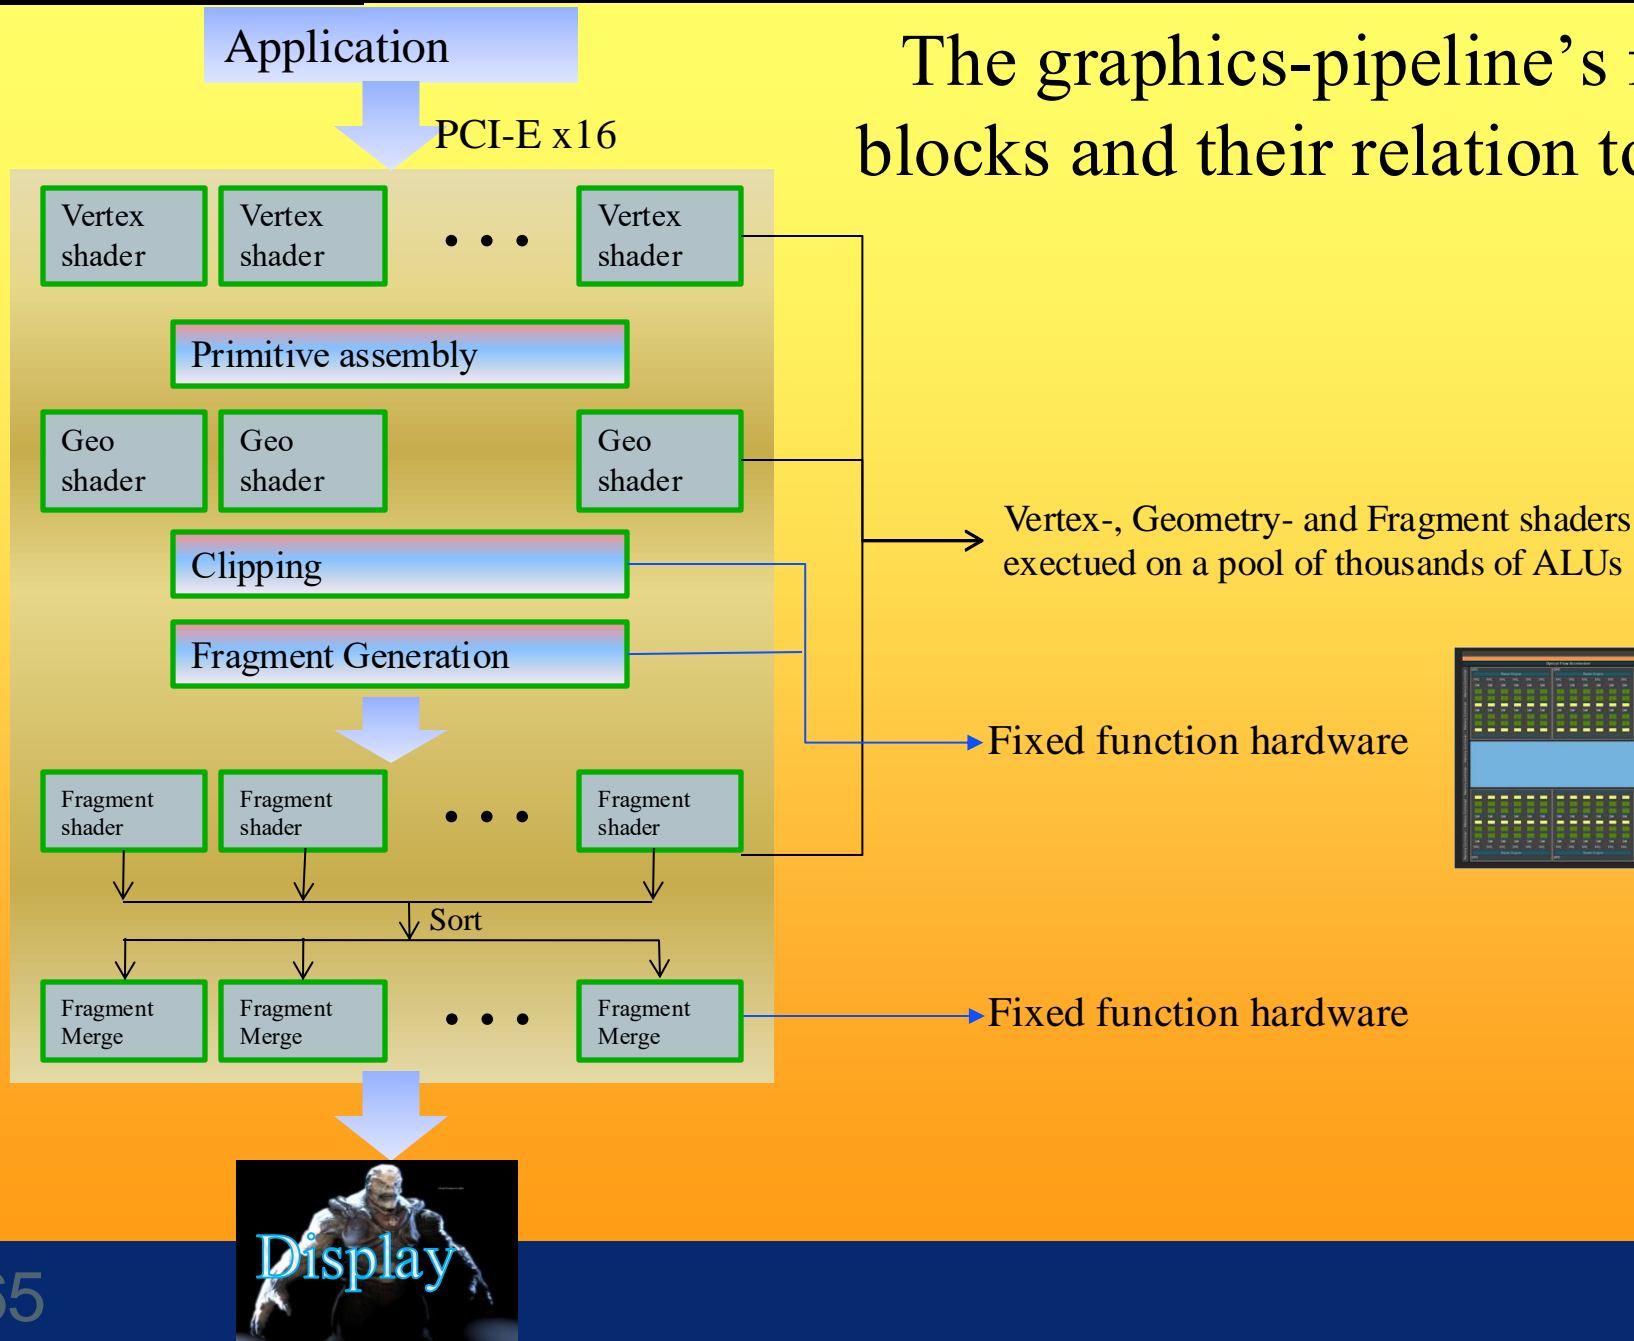 Application
The graphics-pipeline’s
blocks and their relation to
PCI-E x16
Vertex
shader
Vertex
shader
• • •
Vertex
shader
Primitive assembly
Geo
shader
Geo
shader
Geo
shader
Vertex-, Geometry- and Fragment shaders
exectued on a pool of thousands of ALUs
Clipping
Fragment Generation
Fixed function hardware
Fragment
shader
Fragment
shader
• • •
Fragment
shader
Sort
Fragment
Merge
Fragment
Merge
• • •
Fragment
Merge
Fixed function hardware
Display
65